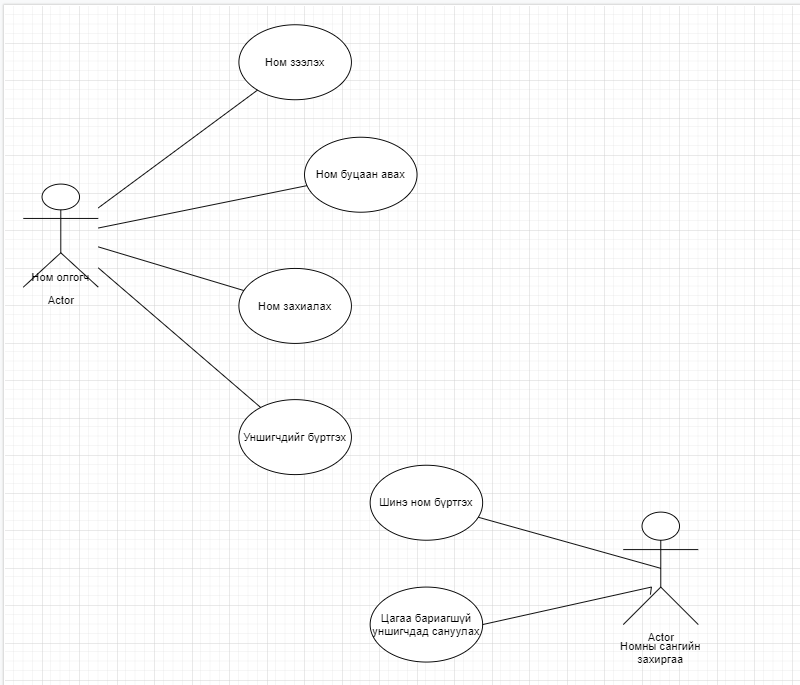 Ном зээлэх
Ном буцаан авах
Ном олгогч
Actor
Ном захиалах
Уншигчдийг бүртгэх
Шинэ ном бүртгэх
Цагаа бариагшүй
уншигчдад сануулах
Actor
Номны сангийн
захиргаа